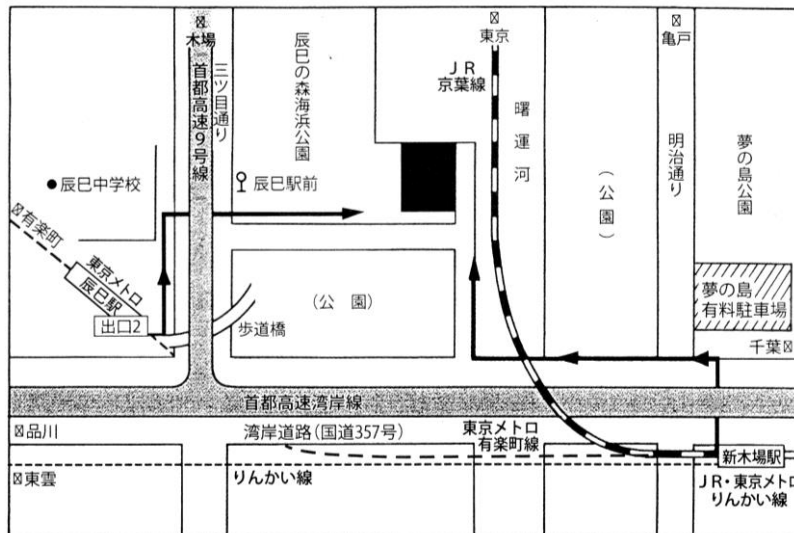 木場
首都高速9号線
三ツ目通り
辰巳の森海浜公園
東京
JR
京葉線
曙運河
(公園)
亀戸
明治通り
夢の島公園
辰巳中学校
辰巳駅前
有楽町
東京メトロ
辰巳駅
出口2
歩道橋
(公園)
夢の島
有料駐車場
千葉
首都高速湾岸線
品川
湾岸道路(国道357号)
東京メトロ
有楽町線
新木場駅
東雲
りんかい線
JR・東京メトロ
りんかい線